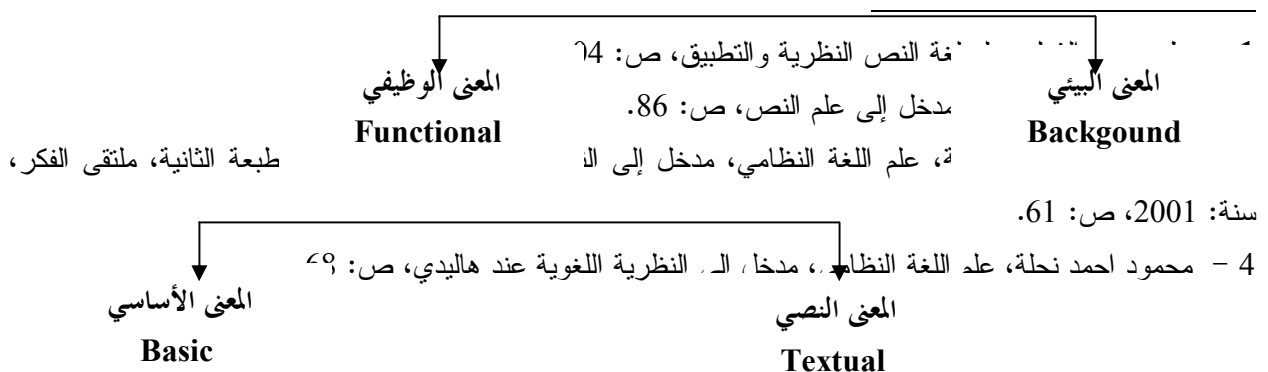 غة النص النظرية والتطبيق، ص:
المعنى الوظيفي
المعنى البيئي
مدخل إلى علم النص، ص: 86.
Functional
Backgound
ة، علم اللغة النظامي، مدخل إلى طبعة الثانية، ملتقى الفكر،
سنة: 2001، ص: 61.
4 – محمود احمد نحلة، علم اللغة النظامي، مدخل إلى النظرية اللغوية عند هاليدي، ص:
المعنى الأساسي
المعنى النصي
Basic
Textual